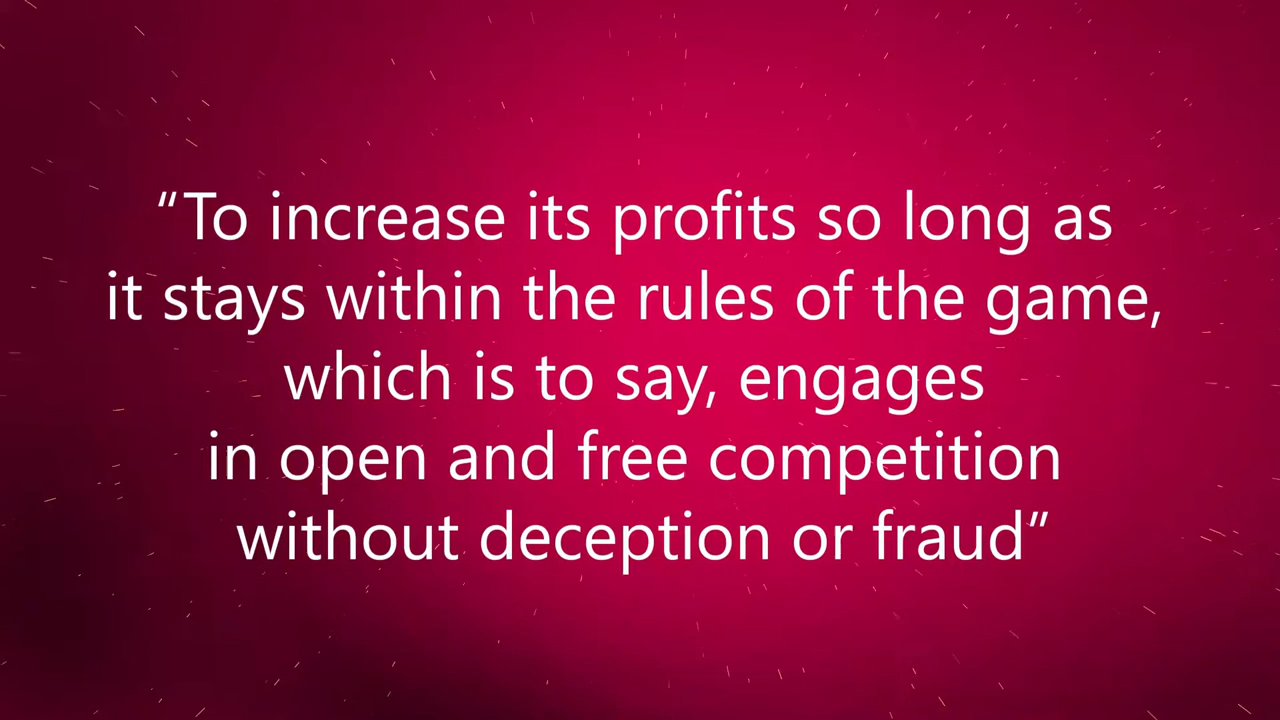 “To increase its profits so long as
it stays within the rules of the game,
which is to say, engages
in open and free competition
without deception or fraud”